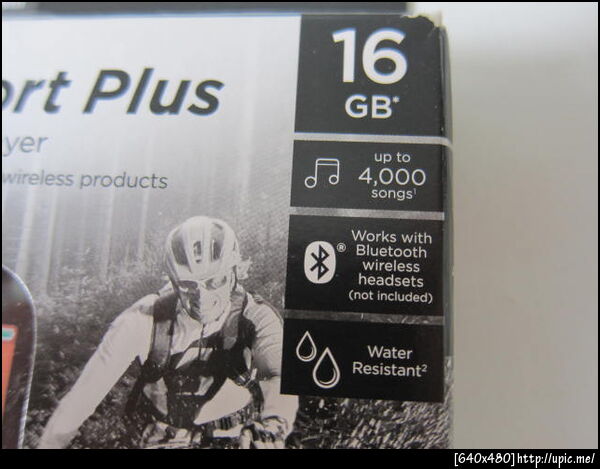 16
GB*
ort Plus
yer
wireless products
up to
4,000
songs¹
Works with
Bluetooth
wireless
headsets
(not included)
®
Water
Resistant²
[640x480]http://upic.me/